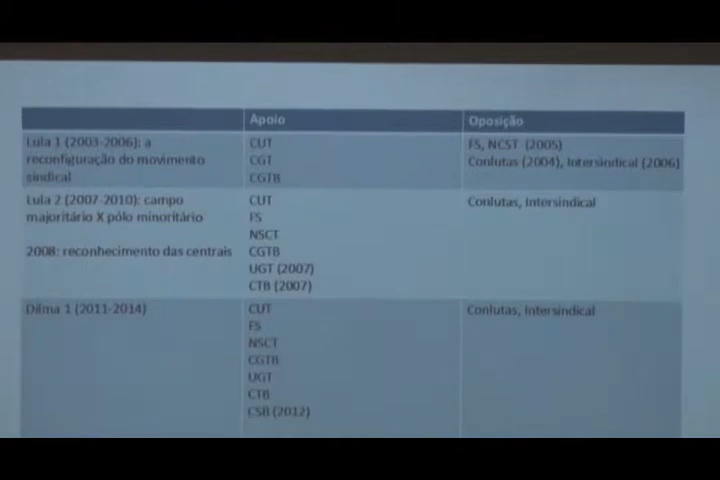 Apoio
Oposição
Lula 1 (2003-2006): a
reconfiguração do movimento
sindical
CUT
CGT
CGTB
FS, NCST (2005)
Conlutas (2004), Intersindical (2006)
Lula 2 (2007-2010): campo
majoritário X pólo minoritário
2008: reconhecimento das centrais
CUT
FS
NSCT
CGTB
UGT (2007)
CTB (2007)
Conlutas, Intersindical
Dilma 1 (2011-2014)
CUT
FS
NSCT
CGTB
UGT
CTB
CSB (2012)
Conlutas, Intersindical